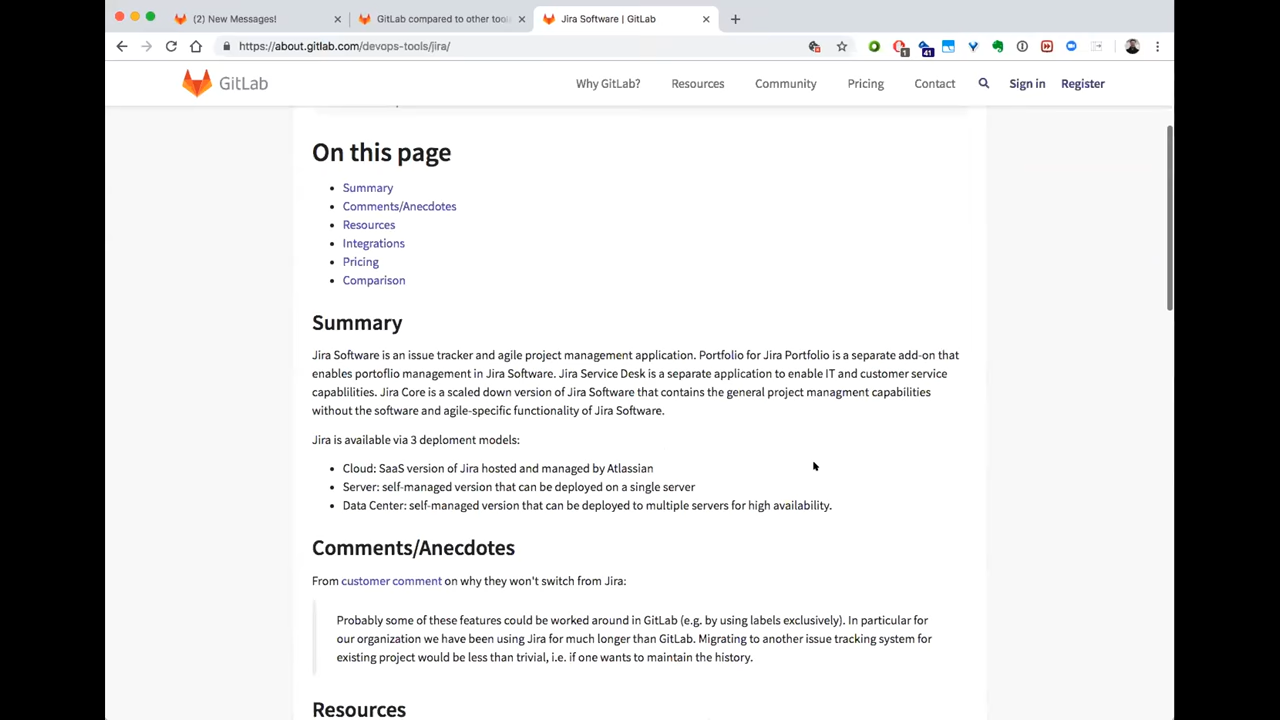 (2) New Messages!
GitLab compared to other tool
Jira Software | GitLab
https://about.gitlab.com/devops-tools/jira/
1
41
GitLab
Why GitLab?
Resources
Community
Pricing
Contact
Sign in
Register
On this page
Summary
Comments/Anecdotes
Resources
Integrations
Pricing
Comparison
Summary
Jira Software is an issue tracker and agile project management application. Portfolio for Jira Portfolio is a separate add-on that
enables portoflio management in Jira Software. Jira Service Desk is a separate application to enable IT and customer service
capablilities. Jira Core is a scaled down version of Jira Software that contains the general project managment capabilities
without the software and agile-specific functionality of Jira Software.
Jira is available via 3 deploment models:
Cloud: SaaS version of Jira hosted and managed by Atlassian
Server: self-managed version that can be deployed on a single server
Data Center: self-managed version that can be deployed to multiple servers for high availability.
Comments/Anecdotes
From customer comment on why they won't switch from Jira:
Probably some of these features could be worked around in GitLab (e.g. by using labels exclusively). In particular for
our organization we have been using Jira for much longer than GitLab. Migrating to another issue tracking system for
existing project would be less than trivial, i.e. if one wants to maintain the history.
Resources